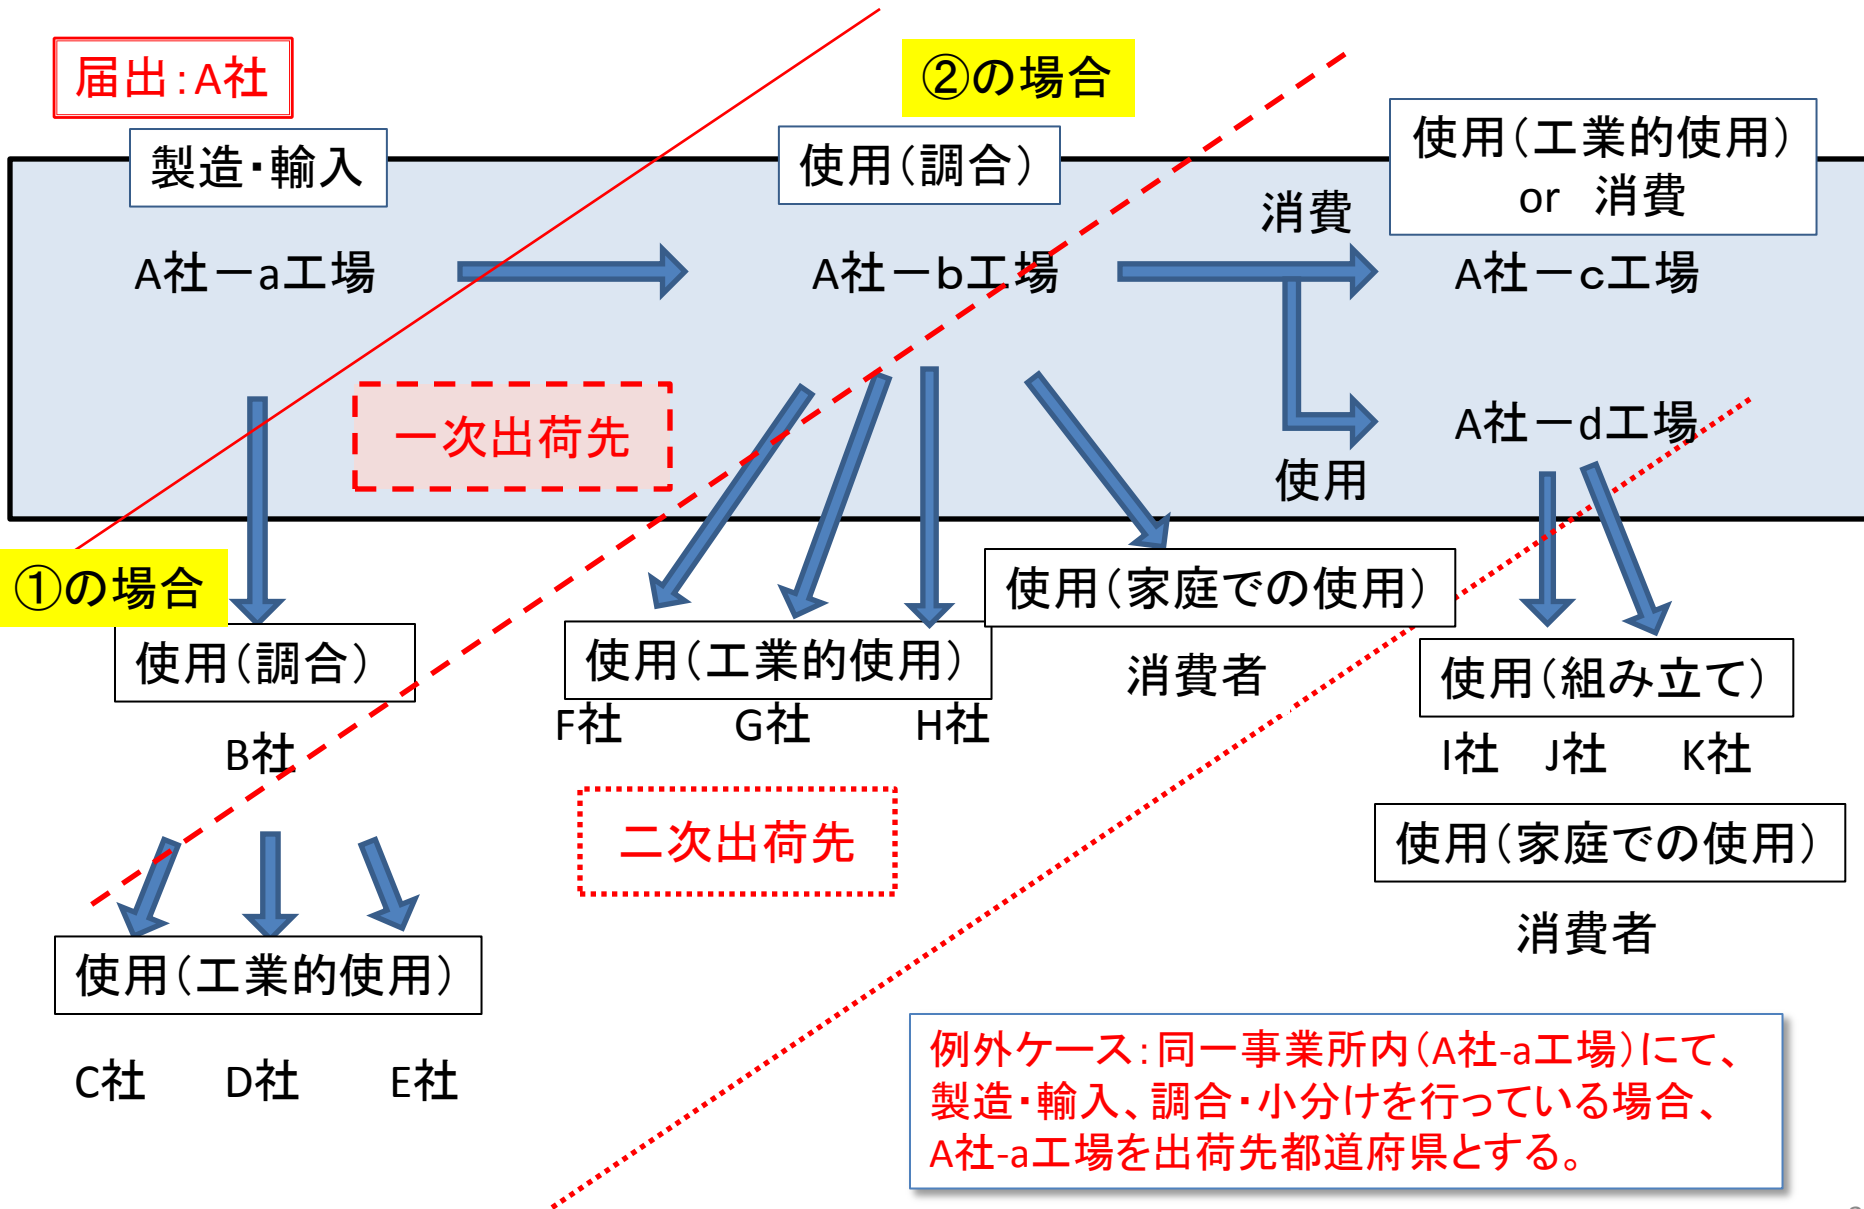 届出：A社
②の場合
製造・輸入
使用（調合）
使用（工業的使用）
or　消費
消費
A社－a工場
A社－b工場
A社－c工場
一次出荷先
A社－d工場
使用
①の場合
使用（調合）
B社
使用（工業的使用）
F社
G社
H社
使用（家庭での使用）
消費者
使用（組み立て）
I社
J社
K社
二次出荷先
使用（家庭での使用）
消費者
使用（工業的使用）
C社
D社
E社
例外ケース：同一事業所内（A社-a工場）にて、
製造・輸入、調合・小分けを行っている場合、
A社-a工場を出荷先都道府県とする。